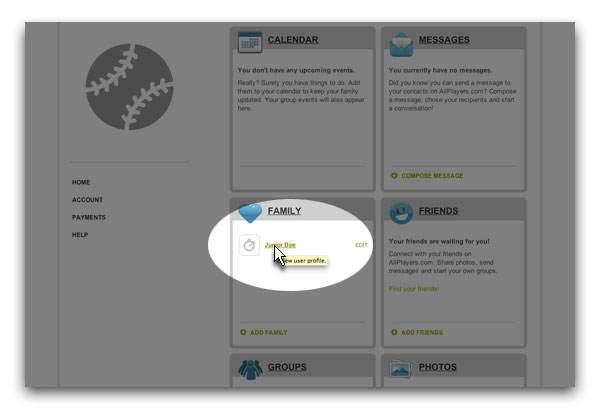 CALENDAR
You don't have any upcoming events.
Really? Surely you have things to do. Add
them to your calendar to keep your family
updated. Your group events will also appear
here.
MESSAGES
You currently have no messages.
Did you know you can send a message to
your contacts on AllPlayers.com? Compose
a message, chose your recipients and start
a conversation!
COMPOSE MESSAGE
HOME
ACCOUNT
PAYMENTS
HELP
FAMILY
Junior Doe
EDIT
user profile.
ADD FAMILY
FRIENDS
Your friends are waiting for you!
Connect with your friends on
AllPlayers.com. Share photos, send
messages and start your own groups.
Find your friends!
ADD FRIENDS
GROUPS
PHOTOS